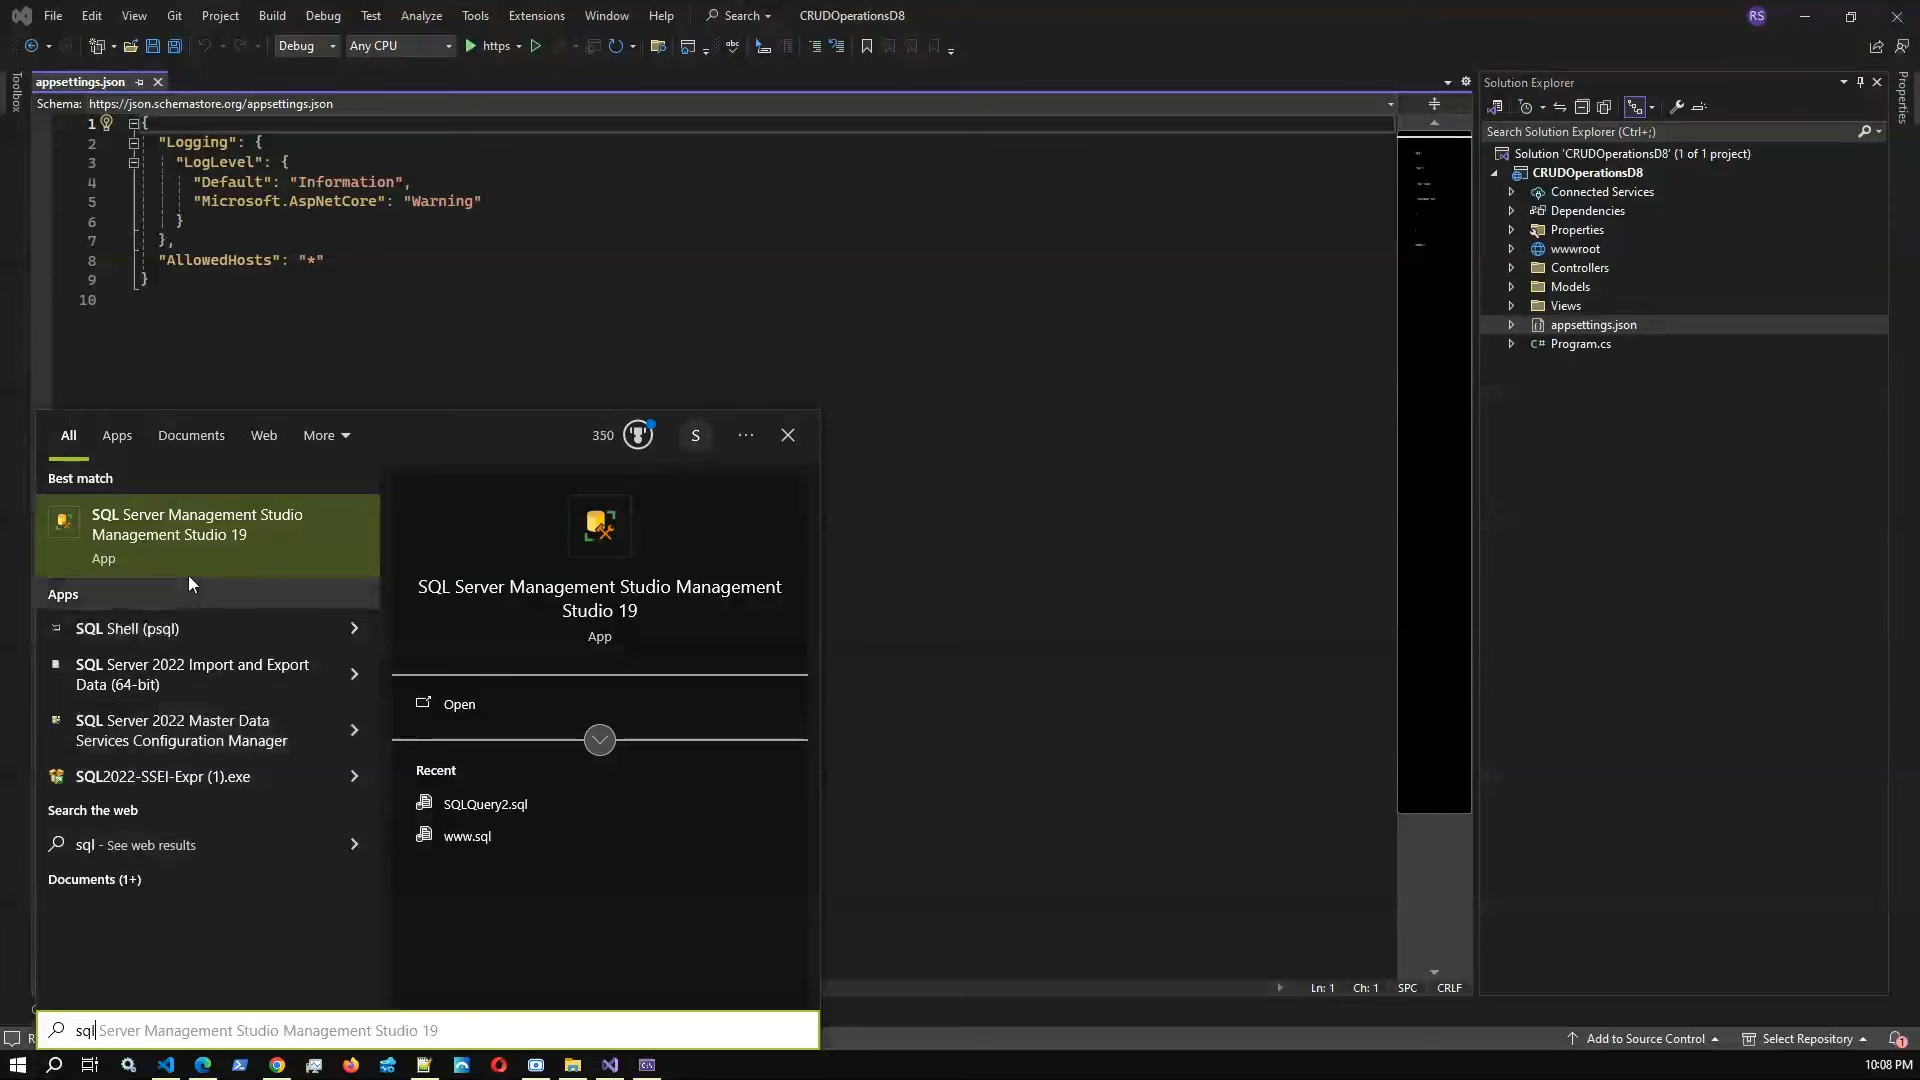 File Edit View Git Project Build Debug Test Analyze Tools Extensions Window Help Search CRUDOperationsD8 RS
Debug Any CPU https
Toolbox
appsettings.json
Schema: https://json.schemastore.org/appsettings.json
1 {
2 "Logging": {
3 "LogLevel": {
4 "Default": "Information",
5 "Microsoft.AspNetCore": "Warning"
6 }
7 },
8 "AllowedHosts": "*"
9 }
10
Solution Explorer
Properties
Search Solution Explorer (Ctrl+;)
Solution 'CRUDOperationsD8' (1 of 1 project)
CRUDOperationsD8
Connected Services
Dependencies
Properties
wwwroot
Controllers
Models
Views
appsettings.json
C# Program.cs
All Apps Documents Web More 350 S
Best match
SQL Server Management Studio
Management Studio 19
App
Apps
SQL Shell (psql)
SQL Server 2022 Import and Export
Data (64-bit)
SQL Server 2022 Master Data
Services Configuration Manager
SQL2022-SSEI-Expr (1).exe
Search the web
sql - See web results
Documents (1+)
SQL Server Management Studio Management
Studio 19
App
Open
Recent
SQLQuery2.sql
www.sql
sql Server Management Studio Management Studio 19
Ln: 1 Ch: 1 SPC CRLF
R
Add to Source Control Select Repository 1
10:08 PM